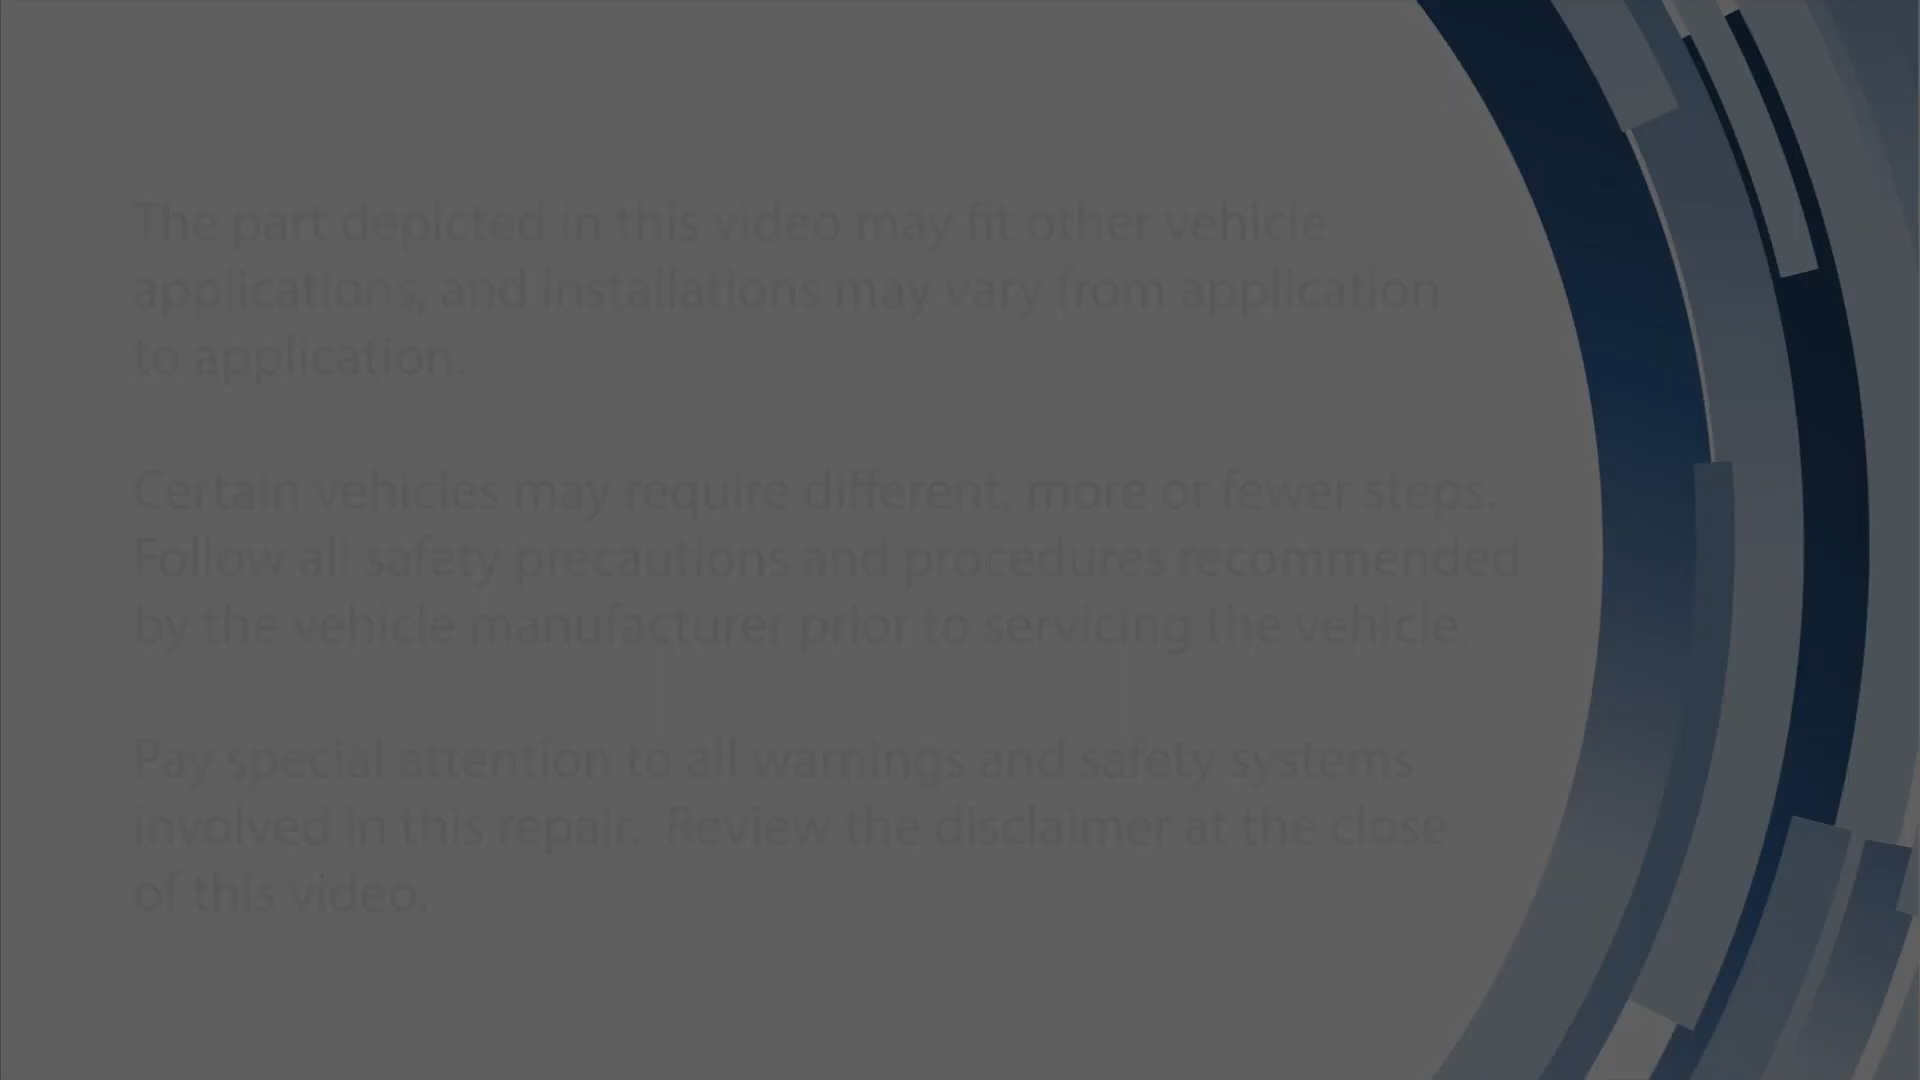 The part depicted in this video may fit other vehicle
applications, and installations may vary from application
to application.
Certain vehicles may require different, more or fewer steps.
Follow all safety precautions and procedures recommended
by the vehicle manufacturer prior to servicing the vehicle.
Pay special attention to all warnings and safety systems
involved in this repair.  Review the disclaimer at the close
of this video.